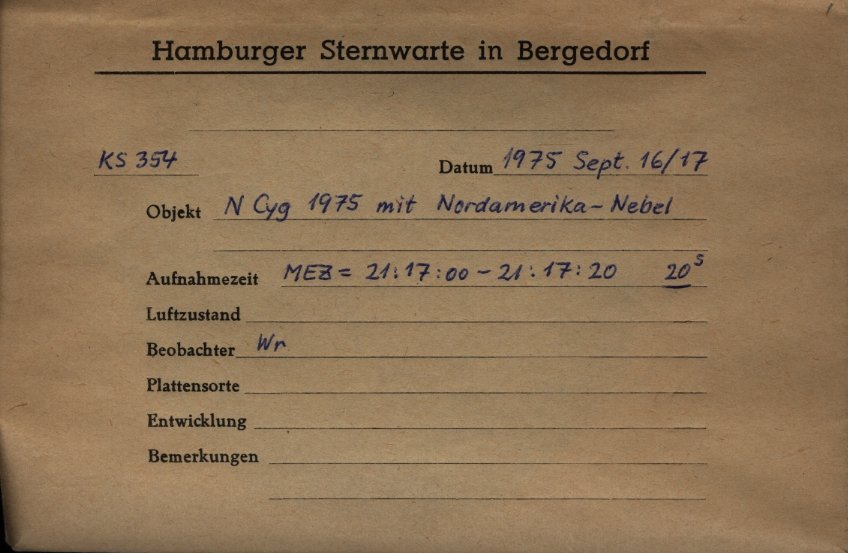 Hamburger Sternwarte in Bergedorf
KS 354 Datum 1975 Sept. 16/17
Objekt N Cyg 1975 mit Nordamerika-Nebel
Aufnahmezeit MEZ = 21:17:00 - 21:17:20 20ˢ
Luftzustand
Beobachter Wr
Plattensorte
Entwicklung
Bemerkungen